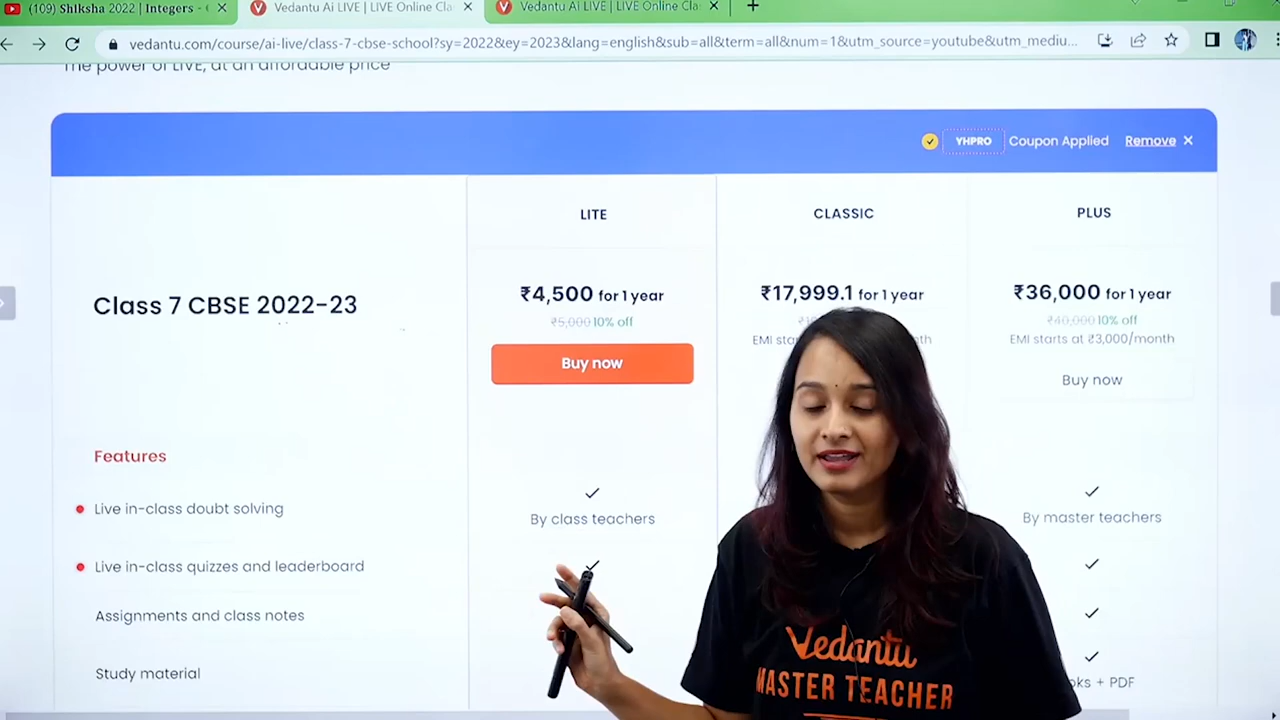 (109) Shiksha 2022 | Integers -
Vedantu Ai LIVE | LIVE Online Cla
Vedantu Ai LIVE | LIVE Online Clas
vedantu.com/course/ai-live/class-7-cbse-school?sy=2022&ey=2023&lang=english&sub=all&term=all&num=1&utm_source=youtube&utm_mediu...
The power of LIVE, at an affordable price
YHPRO Coupon Applied Remove ×
LITE
CLASSIC
PLUS
Class 7 CBSE 2022-23
₹4,500 for 1 year
₹5,000 10% off
Buy now
₹17,999.1 for 1 year
EMI
₹36,000 for 1 year
₹40,000 10% off
EMI starts at ₹3,000/month
Buy now
Features
Live in-class doubt solving
By class teachers
By master teachers
Live in-class quizzes and leaderboard
Assignments and class notes
Study material
+ PDF
Vedantu
MASTER TEACHER